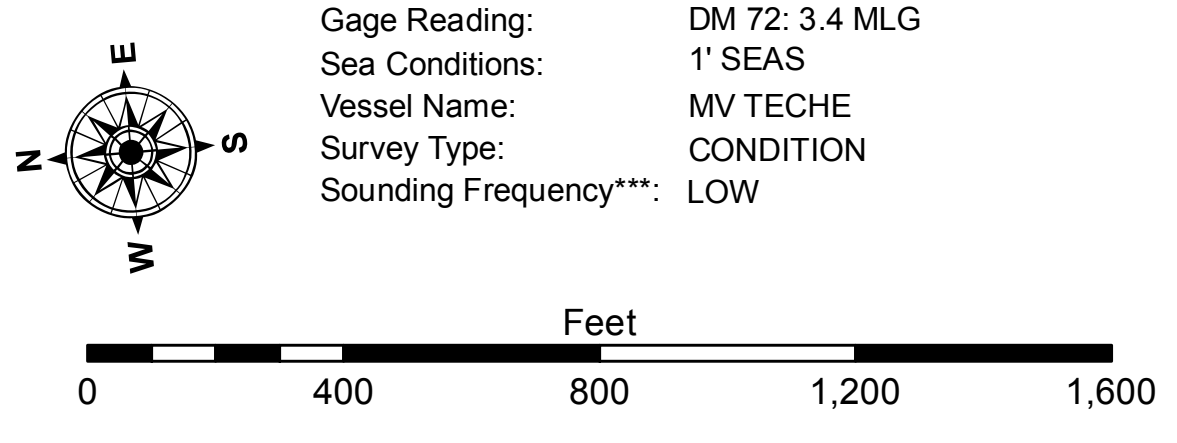 Gage Reading: DM 72: 3.4 MLG
Sea Conditions: 1' SEAS
Vessel Name: MV TECHE
Survey Type: CONDITION
Sounding Frequency***: LOW
E
N
S
W
Feet
0 400 800 1,200 1,600